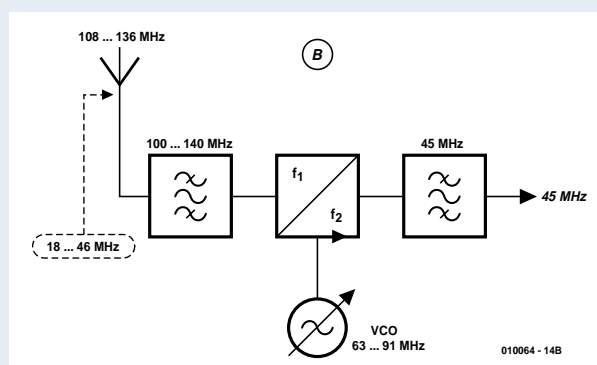 108 ... 136 MHz
B
100 ... 140 MHz
45 MHz
f1
f2
45 MHz
18 ... 46 MHz
VCO
63 ... 91 MHz
010064 - 14B